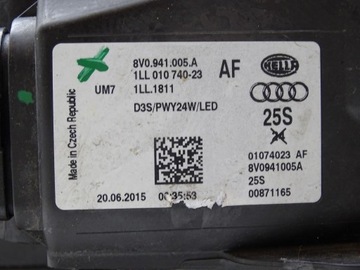 8V0.941.005.A
1LL 010 740-23
1LL.1811
UM7
AF
HELLA
D3S/PWY24W/LED
25S
Made in Czech Republic
01074023 AF
8V0941005A
25S
00871165
20.06.2015